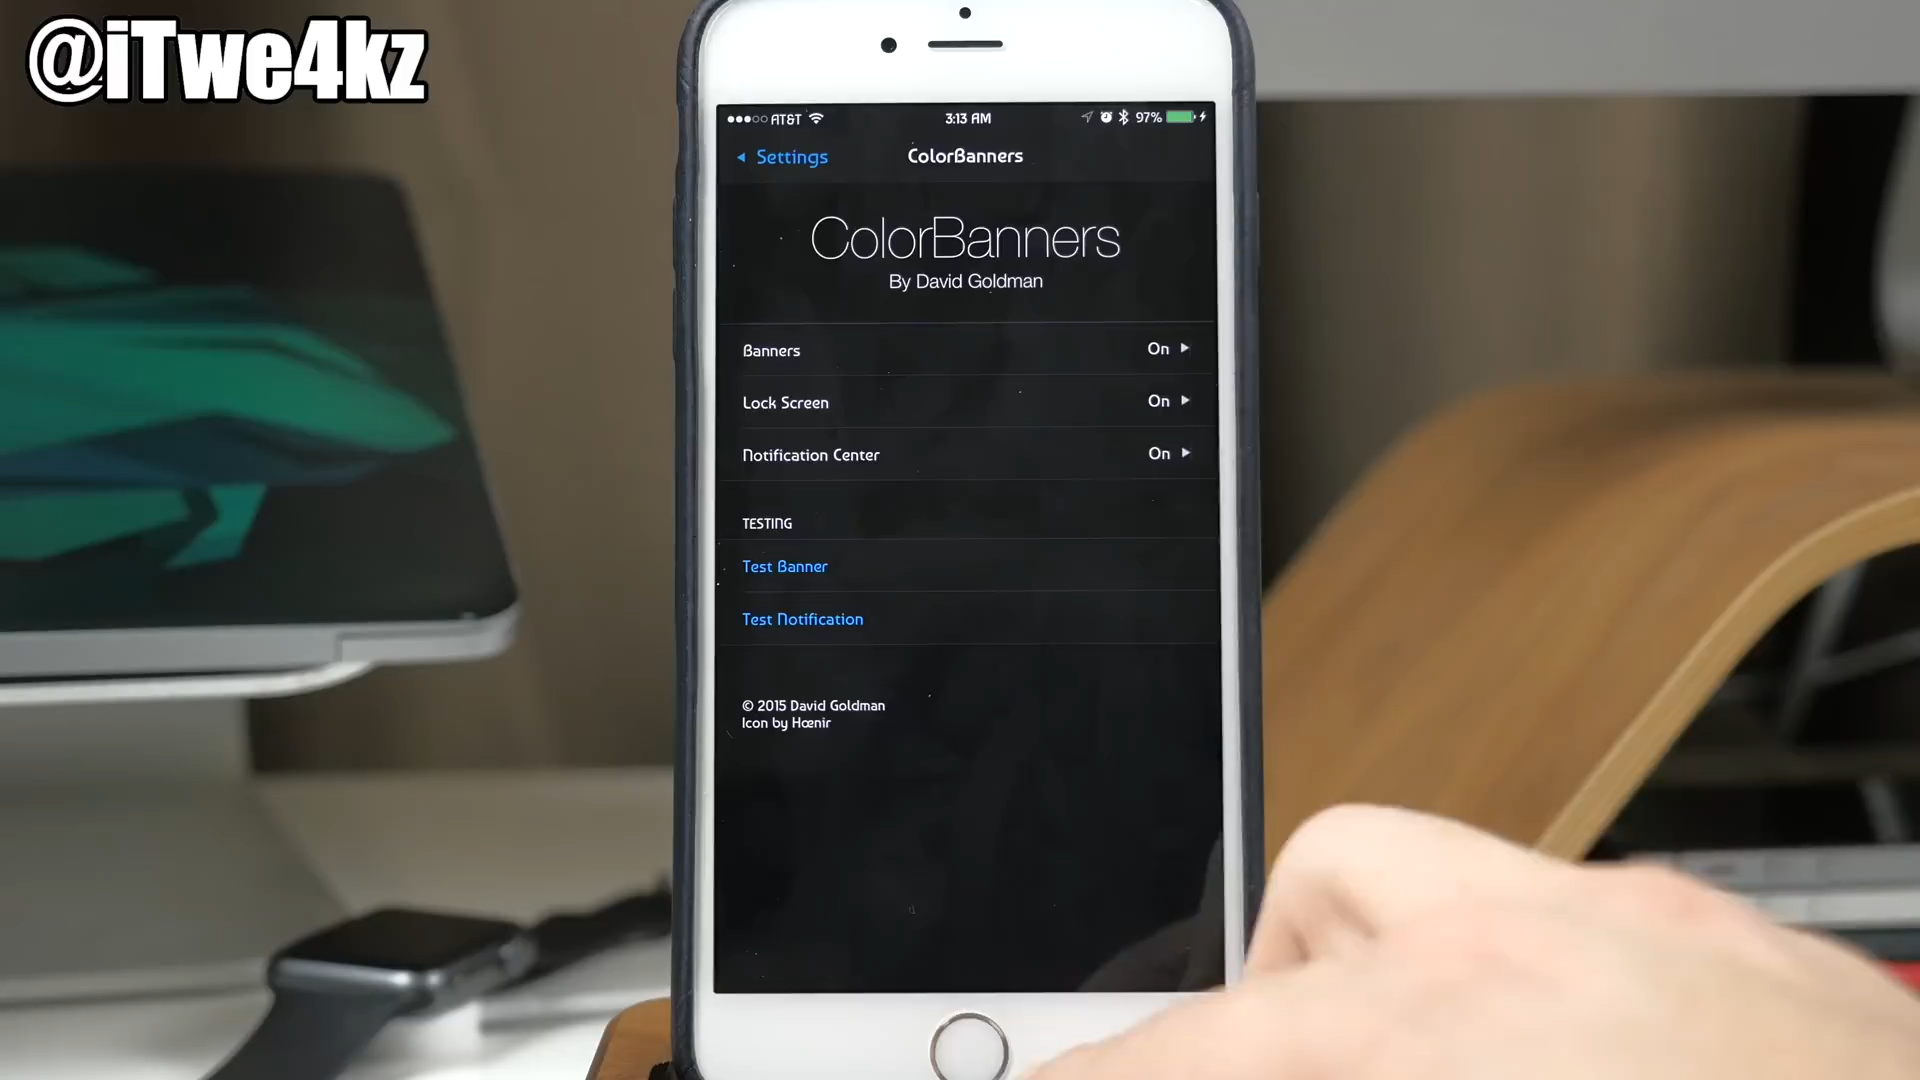 @iTwe4kz
AT&T 3:13 AM 97%
Settings ColorBanners
ColorBanners
By David Goldman
Banners On
Lock Screen On
Notification Center On
TESTING
Test Banner
Test Notification
© 2015 David Goldman
Icon by Hœnir